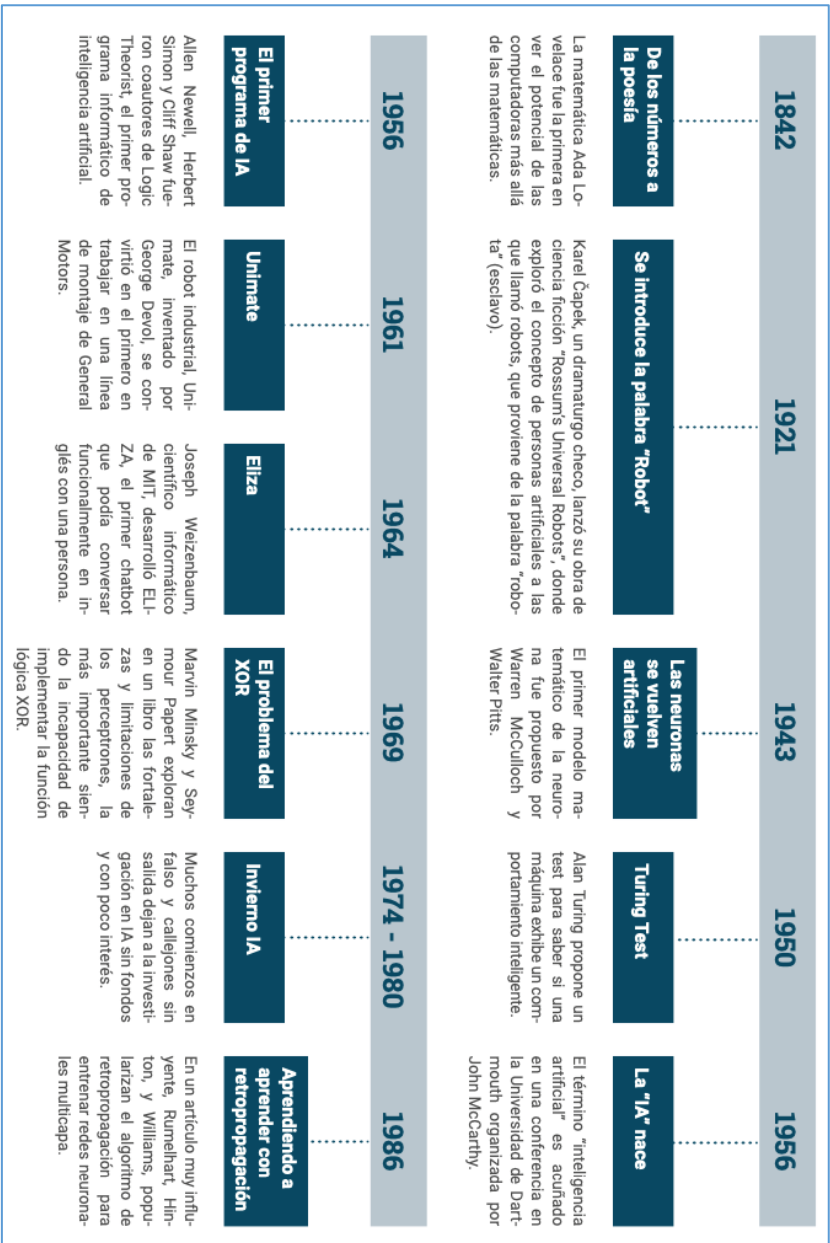 1842
De los números a
la poesía
La matemática Ada Lo-
velace fue la primera en
ver el potencial de las
computadoras más allá
de las matemáticas.
1921
Se introduce la palabra "Robot"
Karel Čapek, un dramaturgo checo, lanzó su obra de
ciencia ficción "Rossum's Universal Robots", donde
exploró el concepto de personas artificiales a las
que llamó robots, que proviene de la palabra "robo-
ta" (esclavo).
1943
Las neuronas
se vuelven
artificiales
El primer modelo ma-
temático de la neuro-
na fue propuesto por
Warren McCulloch y
Walter Pitts.
1950
Turing Test
Alan Turing propone un
test para saber si una
máquina exhibe un com-
portamiento inteligente.
1956
La "IA" nace
El término "inteligencia
artificial" es acuñado
en una conferencia en
la Universidad de Dart-
mouth organizada por
John McCarthy.
1956
El primer
programa de IA
Allen Newell, Herbert
Simon y Cliff Shaw fue-
ron coautores de Logic
Theorist, el primer pro-
grama informático de
inteligencia artificial.
1961
Unimate
El robot industrial, Uni-
mate, inventado por
George Devol, se con-
virtió en el primero en
trabajar en una línea
de montaje de General
Motors.
1964
Eliza
Joseph Weizenbaum,
científico informático
de MIT, desarrolló ELI-
ZA, el primer chatbot
que podía conversar
funcionalmente en in-
glés con una persona.
1969
El problema del
XOR
Marvin Minsky y Sey-
mour Papert exploran
en un libro las fortale-
zas y limitaciones de
los perceptrones, la
más importante sien-
do la incapacidad de
implementar la función
lógica XOR.
1974 - 1980
Invierno IA
Muchos comienzos en
falso y callejones sin
salida dejan a la investi-
gación en IA sin fondos
y con poco interés.
1986
Aprendiendo a
aprender con
retropropagación
En un artículo muy influ-
yente, Rumelhart, Hin-
ton, y Williams, popu-
larizan el algoritmo de
retropropagación para
entrenar redes neurona-
les multicapa.